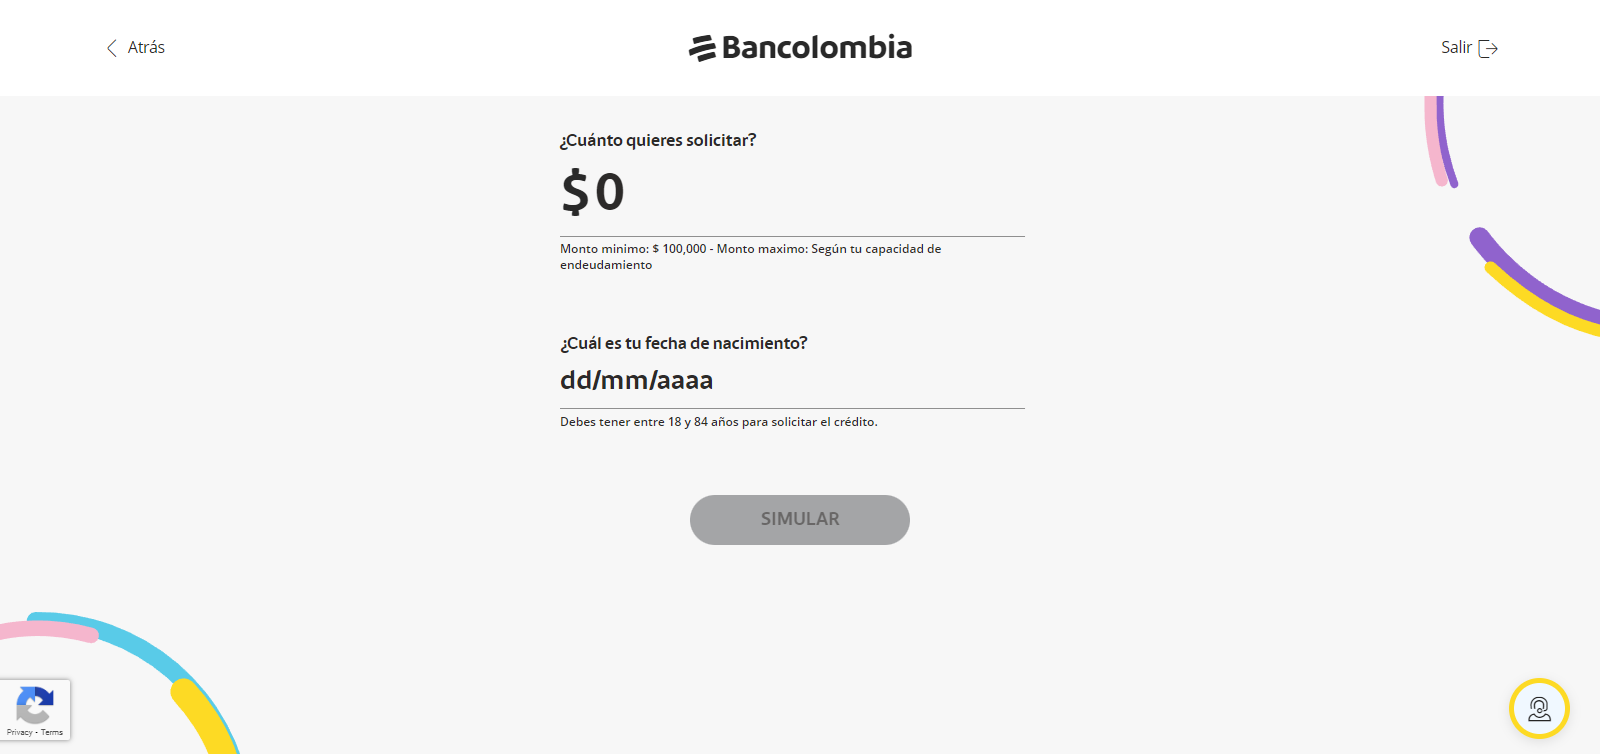 Atrás
Bancolombia
Salir
¿Cuánto quieres solicitar?
$ 0
Monto minimo: $ 100,000 - Monto maximo: Según tu capacidad de
endeudamiento
¿Cuál es tu fecha de nacimiento?
dd/mm/aaaa
Debes tener entre 18 y 84 años para solicitar el crédito.
SIMULAR
Privacy - Terms